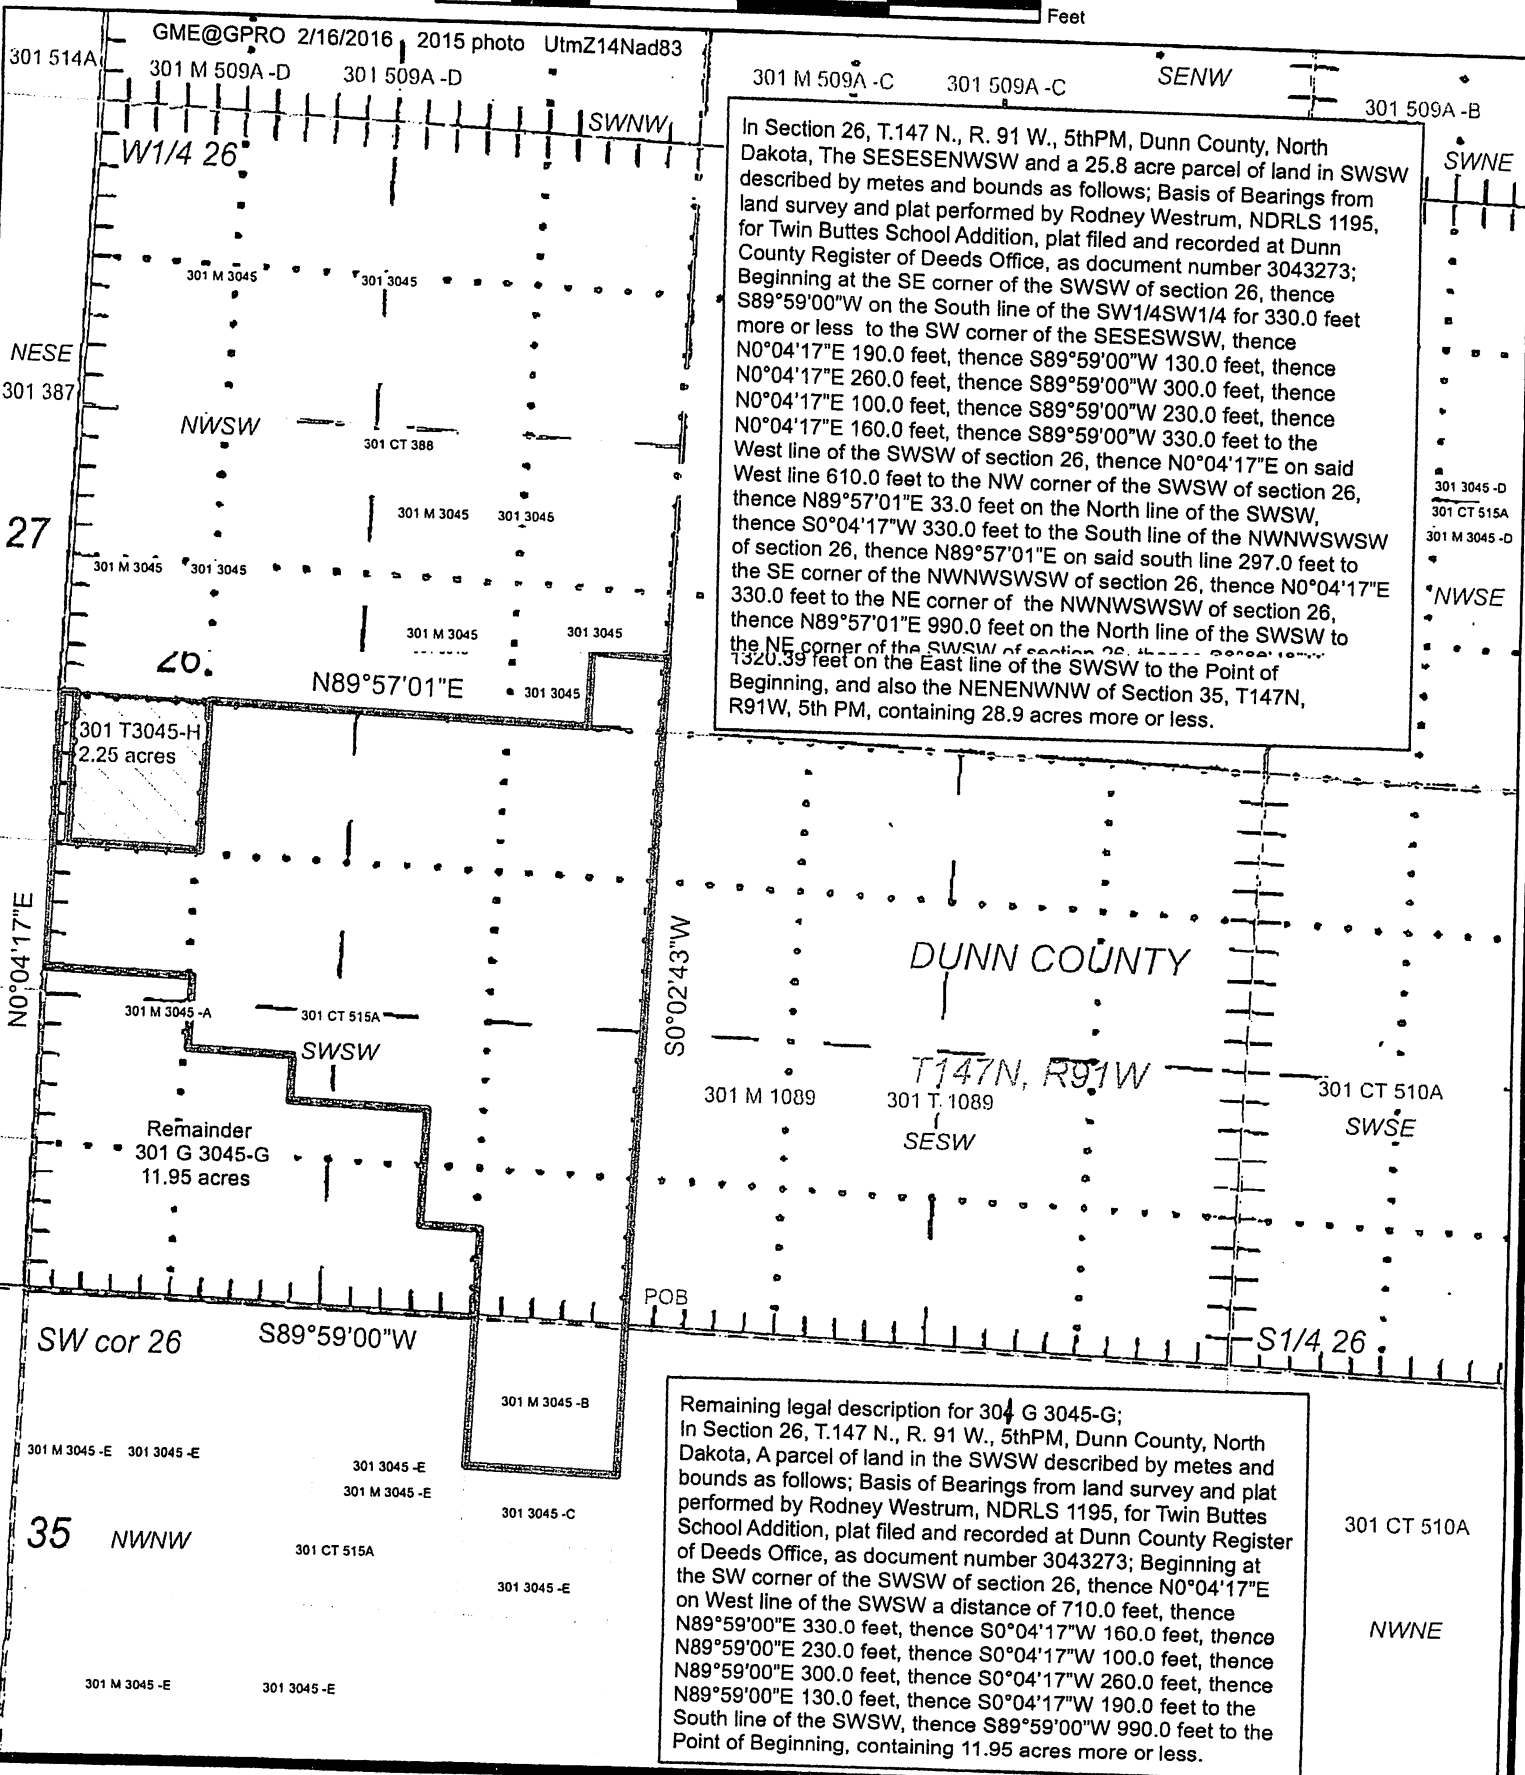 Feet
GME@GPRO 2/16/2016 2015 photo UtmZ14Nad83
301 514A
301 M 509A -D
301 509A -D
301 M 509A -C
301 509A -C
SENW
301 509A -B
SWNW
W1/4 26
SWNE
In Section 26, T.147 N., R. 91 W., 5thPM, Dunn County, North
Dakota, The SESESENWSW and a 25.8 acre parcel of land in SWSW
described by metes and bounds as follows; Basis of Bearings from
land survey and plat performed by Rodney Westrum, NDRLS 1195,
for Twin Buttes School Addition, plat filed and recorded at Dunn
County Register of Deeds Office, as document number 3043273;
Beginning at the SE corner of the SWSW of section 26, thence
S89°59'00"W on the South line of the SW1/4SW1/4 for 330.0 feet
more or less to the SW corner of the SESESWSW, thence
N0°04'17"E 190.0 feet, thence S89°59'00"W 130.0 feet, thence
N0°04'17"E 260.0 feet, thence S89°59'00"W 300.0 feet, thence
N0°04'17"E 100.0 feet, thence S89°59'00"W 230.0 feet, thence
N0°04'17"E 160.0 feet, thence S89°59'00"W 330.0 feet to the
West line of the SWSW of section 26, thence N0°04'17"E on said
West line 610.0 feet to the NW corner of the SWSW of section 26,
thence N89°57'01"E 33.0 feet on the North line of the SWSW,
thence S0°04'17"W 330.0 feet to the South line of the NWNWSWSW
of section 26, thence N89°57'01"E on said south line 297.0 feet to
the SE corner of the NWNWSWSW of section 26, thence N0°04'17"E
330.0 feet to the NE corner of the NWNWSWSW of section 26,
thence N89°57'01"E 990.0 feet on the North line of the SWSW to
the NE corner of the SWSW of section 26,
1320.39 feet on the East line of the SWSW to the Point of
Beginning, and also the NENENWNW of Section 35, T147N,
R91W, 5th PM, containing 28.9 acres more or less.
301 M 3045
301 3045
NESE
301 387
NWSW
301 CT 388
301 M 3045
301 3045
27
301 3045 -D
301 CT 515A
301 M 3045 -D
301 M 3045
301 3045
NWSE
301 M 3045
301 3045
26
N89°57'01"E
301 3045
301 T3045-H
2.25 acres
N0°04'17"E
S0°02'43"W
DUNN COUNTY
301 M 3045 -A
301 CT 515A
SWSW
T147N, R91W
301 M 1089
301 T 1089
SESW
301 CT 510A
SWSE
Remainder
301 G 3045-G
11.95 acres
POB
SW cor 26
S89°59'00"W
S1/4 26
301 M 3045 -B
301 M 3045 -E
301 3045 -E
301 3045 -E
301 M 3045 -E
301 3045 -C
35
NWNW
301 CT 515A
301 3045 -E
301 M 3045 -E
301 3045 -E
Remaining legal description for 301 G 3045-G;
In Section 26, T.147 N., R. 91 W., 5thPM, Dunn County, North
Dakota, A parcel of land in the SWSW described by metes and
bounds as follows; Basis of Bearings from land survey and plat
performed by Rodney Westrum, NDRLS 1195, for Twin Buttes
School Addition, plat filed and recorded at Dunn County Register
of Deeds Office, as document number 3043273; Beginning at
the SW corner of the SWSW of section 26, thence N0°04'17"E
on West line of the SWSW a distance of 710.0 feet, thence
N89°59'00"E 330.0 feet, thence S0°04'17"W 160.0 feet, thence
N89°59'00"E 230.0 feet, thence S0°04'17"W 100.0 feet, thence
N89°59'00"E 300.0 feet, thence S0°04'17"W 260.0 feet, thence
N89°59'00"E 130.0 feet, thence S0°04'17"W 190.0 feet to the
South line of the SWSW, thence S89°59'00"W 990.0 feet to the
Point of Beginning, containing 11.95 acres more or less.
301 CT 510A
NWNE